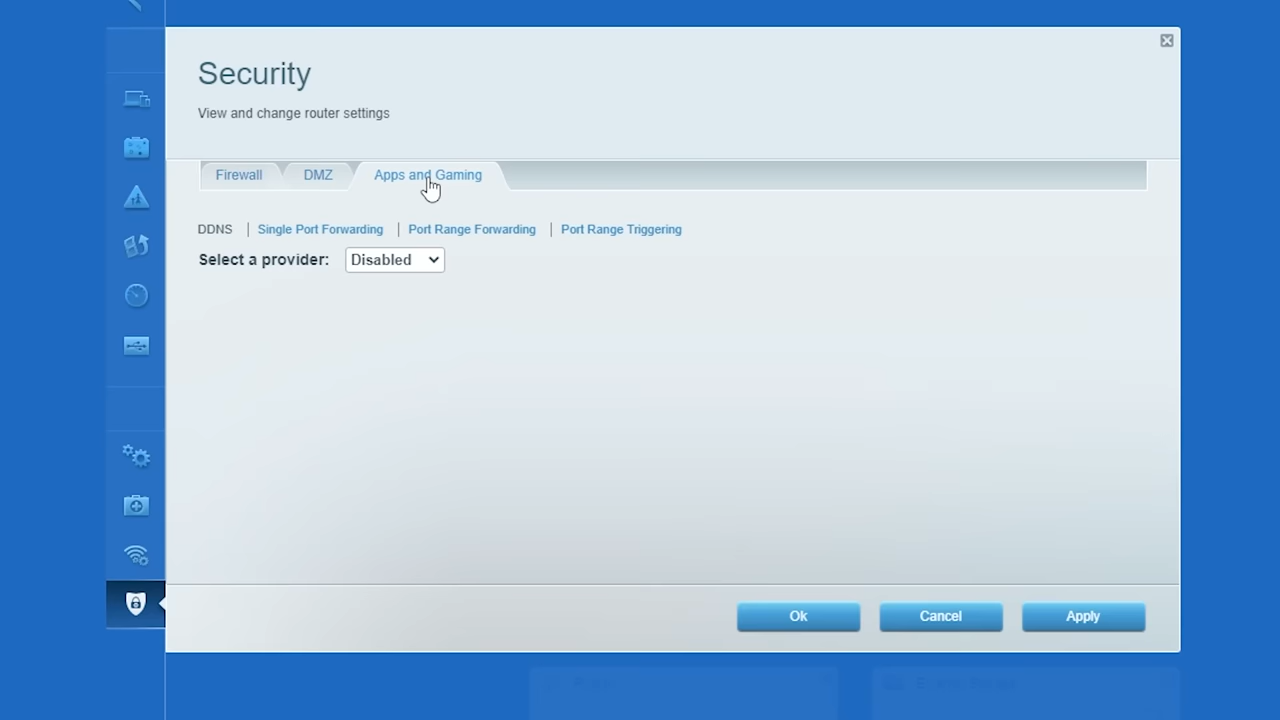 Security
View and change router settings
Firewall DMZ Apps and Gaming
DDNS | Single Port Forwarding | Port Range Forwarding | Port Range Triggering
Select a provider: Disabled
Ok Cancel Apply